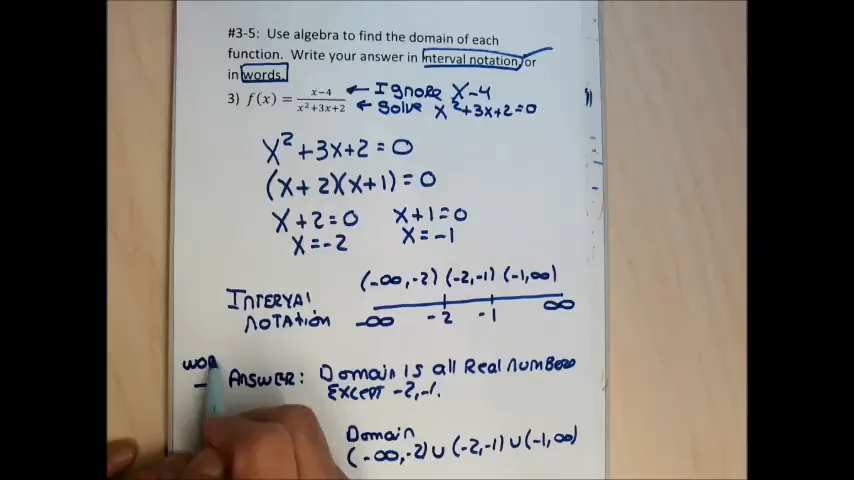 #3-5: Use algebra to find the domain of each
function. Write your answer in interval notation, or
in words.
3) f(x) = x-4 / x²+3x+2 ← Ignore x-4
← Solve x²+3x+2=0
x²+3x+2=0
(x+2)(x+1)=0
x+2=0 x+1=0
x=-2 x=-1
(-∞,-2) (-2,-1) (-1,∞)
INTERVAL
NOTATION -∞ -2 -1 ∞
WOR
ANSWER: Domain is all Real numbers
EXCEPT -2,-1.
Domain
(-∞,-2)∪(-2,-1)∪(-1,∞)